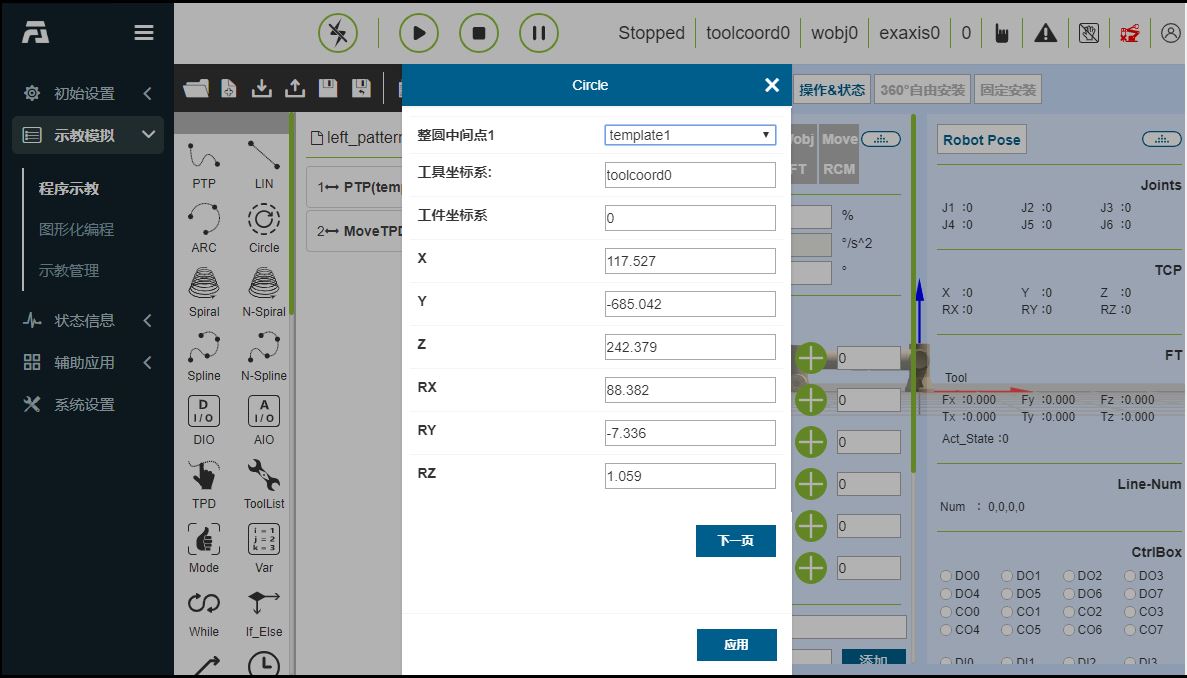 Stopped
toolcoord0
wobj0
exaxis0
0
初始设置
示教模拟
程序示教
图形化编程
示教管理
状态信息
辅助应用
系统设置
PTP
LIN
ARC
Circle
Spiral
N-Spiral
Spline
N-Spline
D
I/O
DIO
A
I/O
AIO
TPD
ToolList
Mode
i = 1
j = 2
k = 3
Var
While
If_Else
left_pattern
1 PTP(temp
2 MoveTPD
Circle
整圆中间点1
template1
工具坐标系:
toolcoord0
工件坐标系
0
X
117.527
Y
-685.042
Z
242.379
RX
88.382
RY
-7.336
RZ
1.059
下一页
应用
操作&状态
360°自由安装
固定安装
obj
Move
FT
RCM
%
°/s^2
°
0
0
0
0
0
0
添加
Robot Pose
Joints
J1 :0 J2 :0 J3 :0
J4 :0 J5 :0 J6 :0
TCP
X :0 Y :0 Z :0
RX :0 RY :0 RZ :0
FT
Tool
Fx :0.000 Fy :0.000 Fz :0.000
Tx :0.000 Ty :0.000 Tz :0.000
Act_State :0
Line-Num
Num : 0,0,0,0
CtrlBox
DO0 DO1 DO2 DO3
DO4 DO5 DO6 DO7
CO0 CO1 CO2 CO3
CO4 CO5 CO6 CO7
DI0 DI1 DI2 DI3